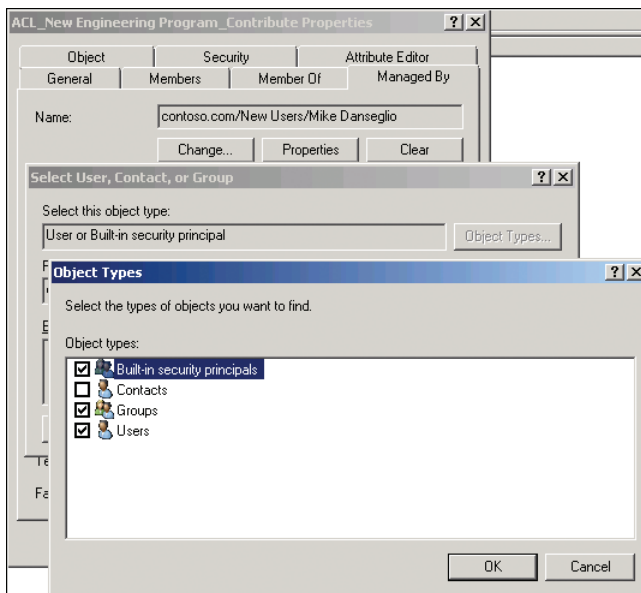 ACL_New Engineering Program_Contribute Properties
Object Security Attribute Editor
General Members Member Of Managed By
Name: contoso.com/New Users/Mike Danseglio
Change... Properties Clear
Select User, Contact, or Group
Select this object type:
User or Built-in security principal Object Types...
Object Types
Select the types of objects you want to find.
Object types:
Built-in security principals
Contacts
Groups
Users
Te
Fa
OK Cancel